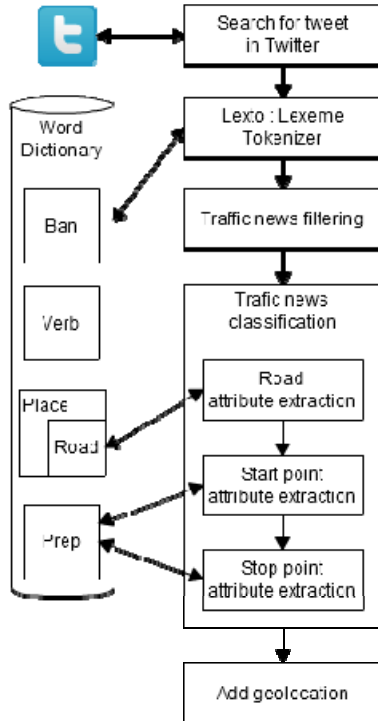 Search for tweet
in Twitter
Word
Dictionary
Lexto : Lexeme
Tokenizer
Ban
Traffic news filtering
Verb
Trafic news
classification
Place
Road
Road
attribute extraction
Start point
attribute extraction
Prep
Stop point
attribute extraction
Add geolocation